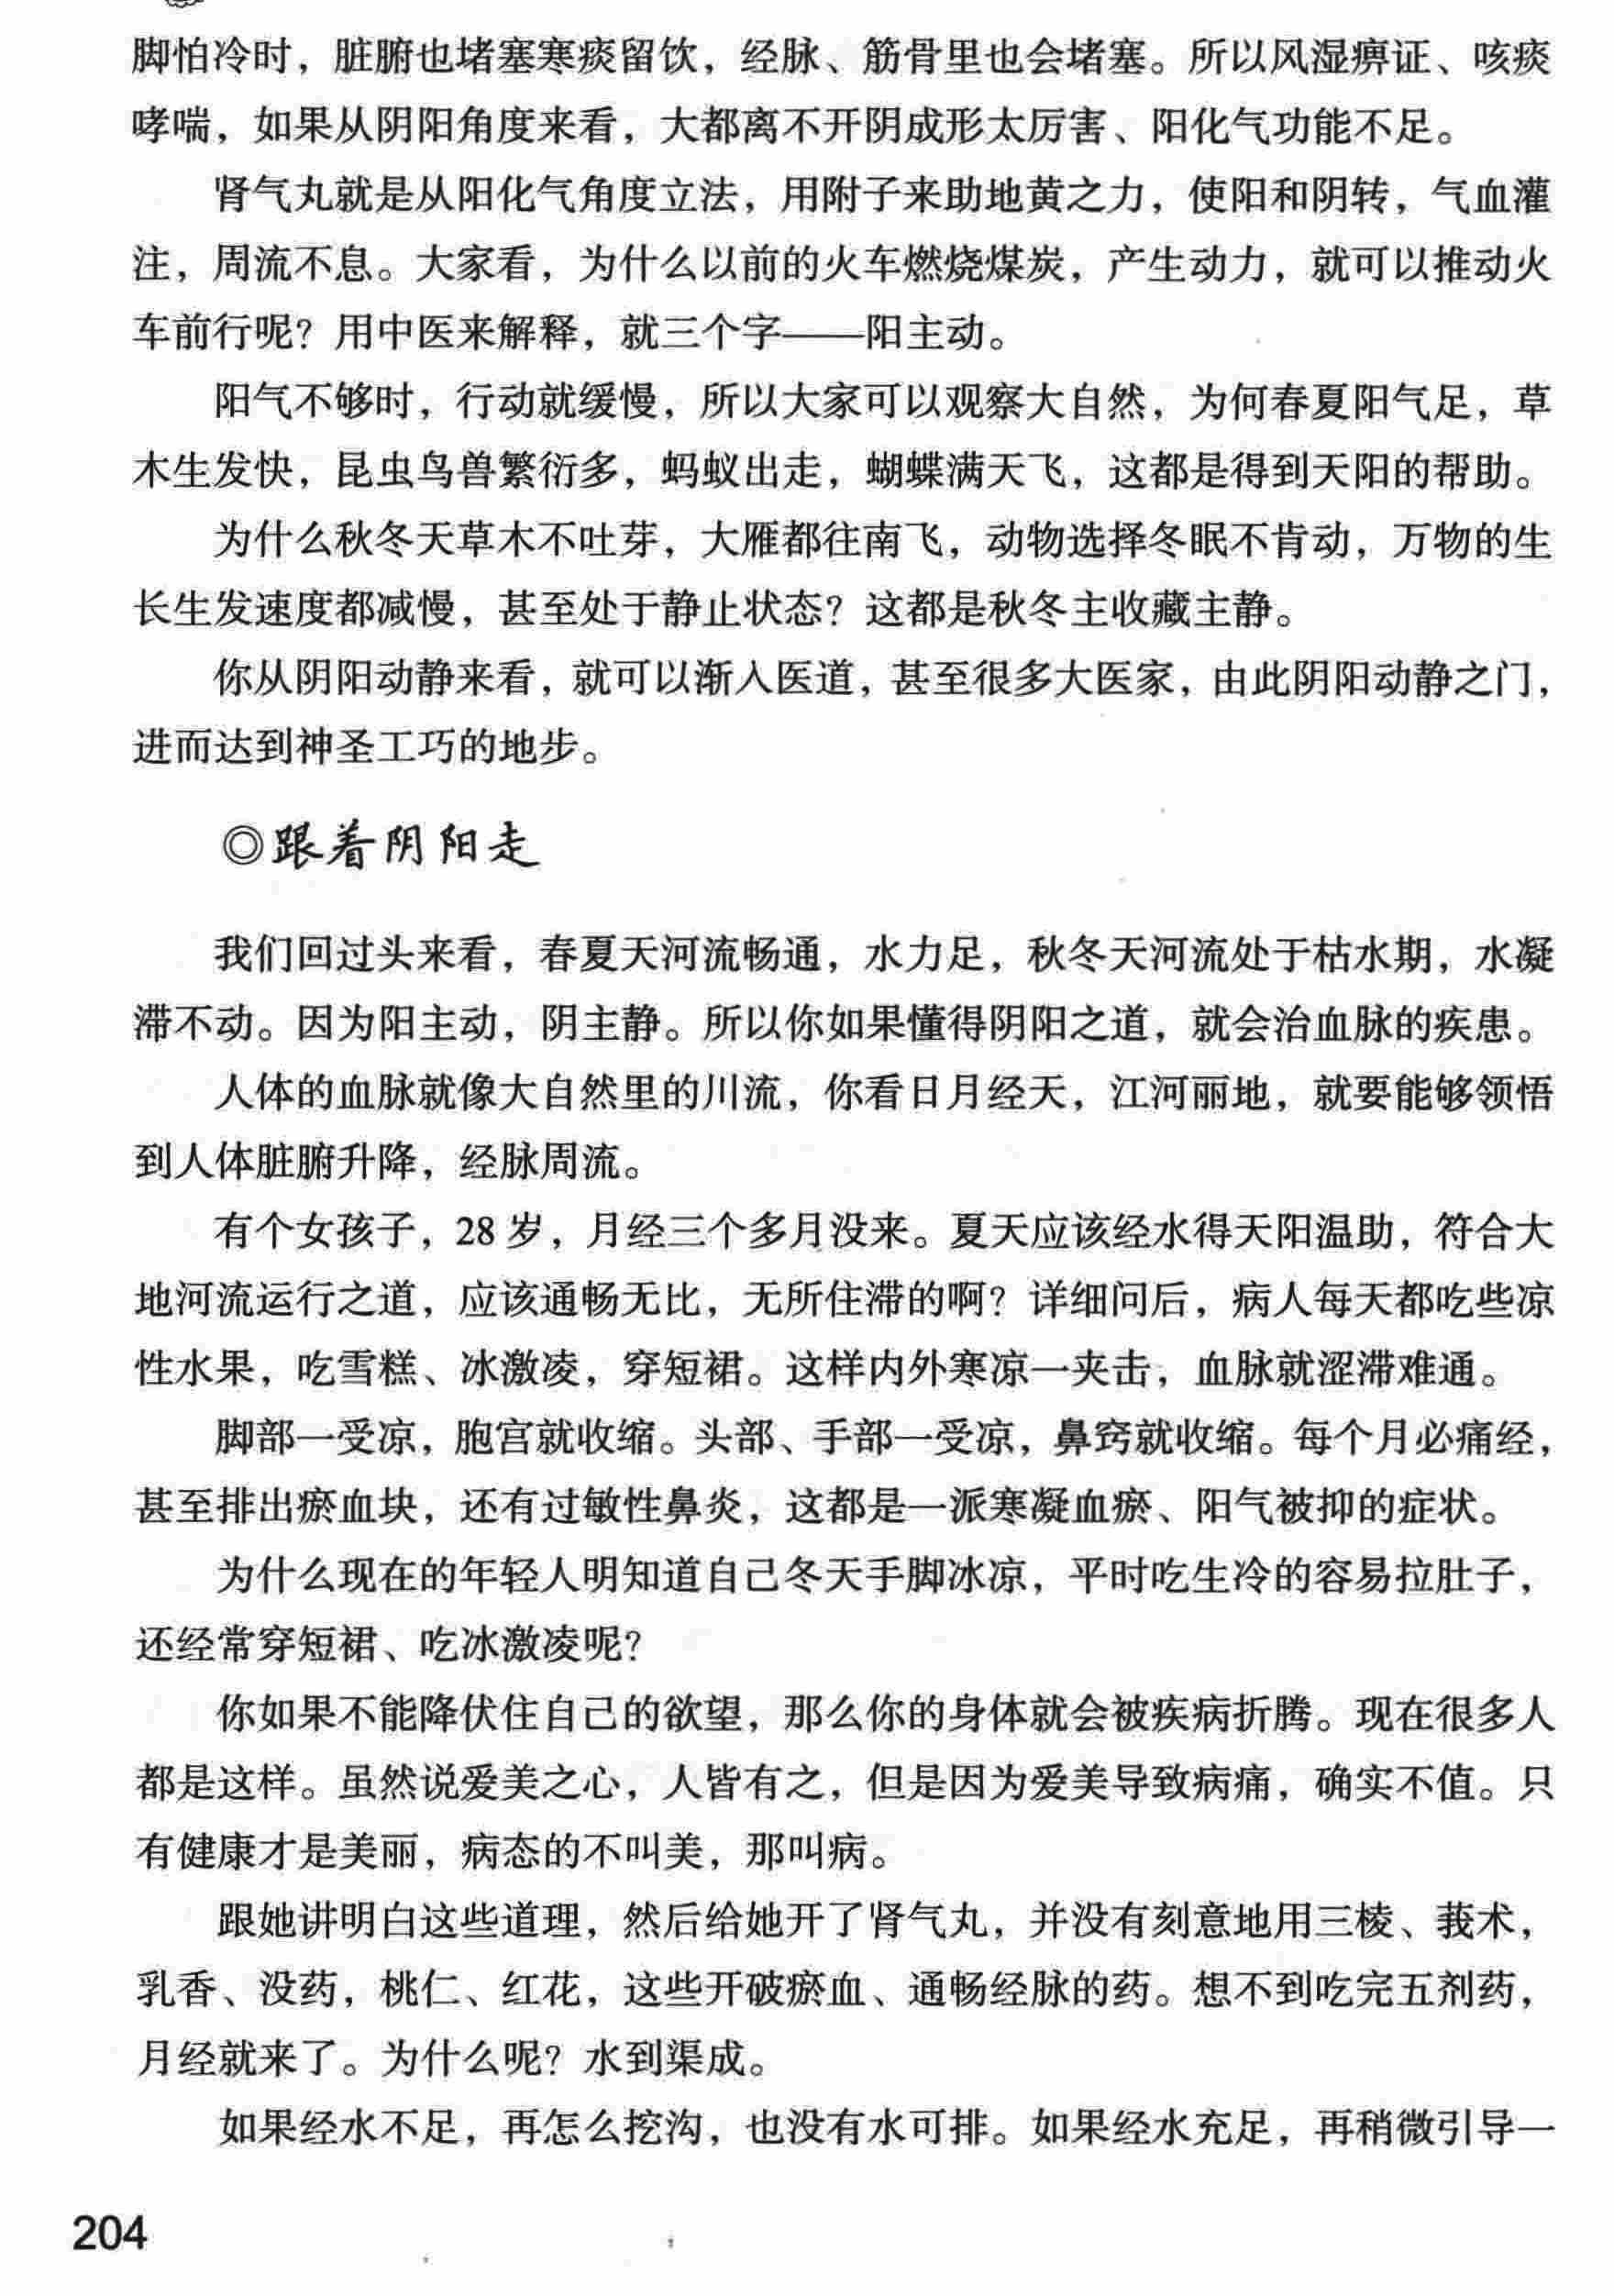 脚怕冷时，脏腑也堵塞寒痰留饮，经脉、筋骨里也会堵塞。所以风湿痹证、咳痰
哮喘，如果从阴阳角度来看，大都离不开阴成形太厉害、阳化气功能不足。
肾气丸就是从阳化气角度立法，用附子来助地黄之力，使阳和阴转，气血灌
注，周流不息。大家看，为什么以前的火车燃烧煤炭，产生动力，就可以推动火
车前行呢？用中医来解释，就三个字——阳主动。
阳气不够时，行动就缓慢，所以大家可以观察大自然，为何春夏阳气足，草
木生发快，昆虫鸟兽繁衍多，蚂蚁出走，蝴蝶满天飞，这都是得到天阳的帮助。
为什么秋冬天草木不吐芽，大雁都往南飞，动物选择冬眠不肯动，万物的生
长生发速度都减慢，甚至处于静止状态？这都是秋冬主收藏主静。
你从阴阳动静来看，就可以渐入医道，甚至很多大医家，由此阴阳动静之门，
进而达到神圣工巧的地步。
◎跟着阴阳走
我们回过头来看，春夏天河流畅通，水力足，秋冬天河流处于枯水期，水凝
滞不动。因为阳主动，阴主静。所以你如果懂得阴阳之道，就会治血脉的疾患。
人体的血脉就像大自然里的川流，你看日月经天，江河丽地，就要能够领悟
到人体脏腑升降，经脉周流。
有个女孩子，28 岁，月经三个多月没来。夏天应该经水得天阳温助，符合大
地河流运行之道，应该通畅无比，无所住滞的啊？详细问后，病人每天都吃些凉
性水果，吃雪糕、冰激凌，穿短裙。这样内外寒凉一夹击，血脉就涩滞难通。
脚部一受凉，胞宫就收缩。头部、手部一受凉，鼻窍就收缩。每个月必痛经，
甚至排出瘀血块，还有过敏性鼻炎，这都是一派寒凝血瘀、阳气被抑的症状。
为什么现在的年轻人明知道自己冬天手脚冰凉，平时吃生冷的容易拉肚子，
还经常穿短裙、吃冰激凌呢？
你如果不能降伏住自己的欲望，那么你的身体就会被疾病折腾。现在很多人
都是这样。虽然说爱美之心，人皆有之，但是因为爱美导致病痛，确实不值。只
有健康才是美丽，病态的不叫美，那叫病。
跟她讲明白这些道理，然后给她开了肾气丸，并没有刻意地用三棱、莪术，
乳香、没药，桃仁、红花，这些开破瘀血、通畅经脉的药。想不到吃完五剂药，
月经就来了。为什么呢？水到渠成。
如果经水不足，再怎么挖沟，也没有水可排。如果经水充足，再稍微引导一
204